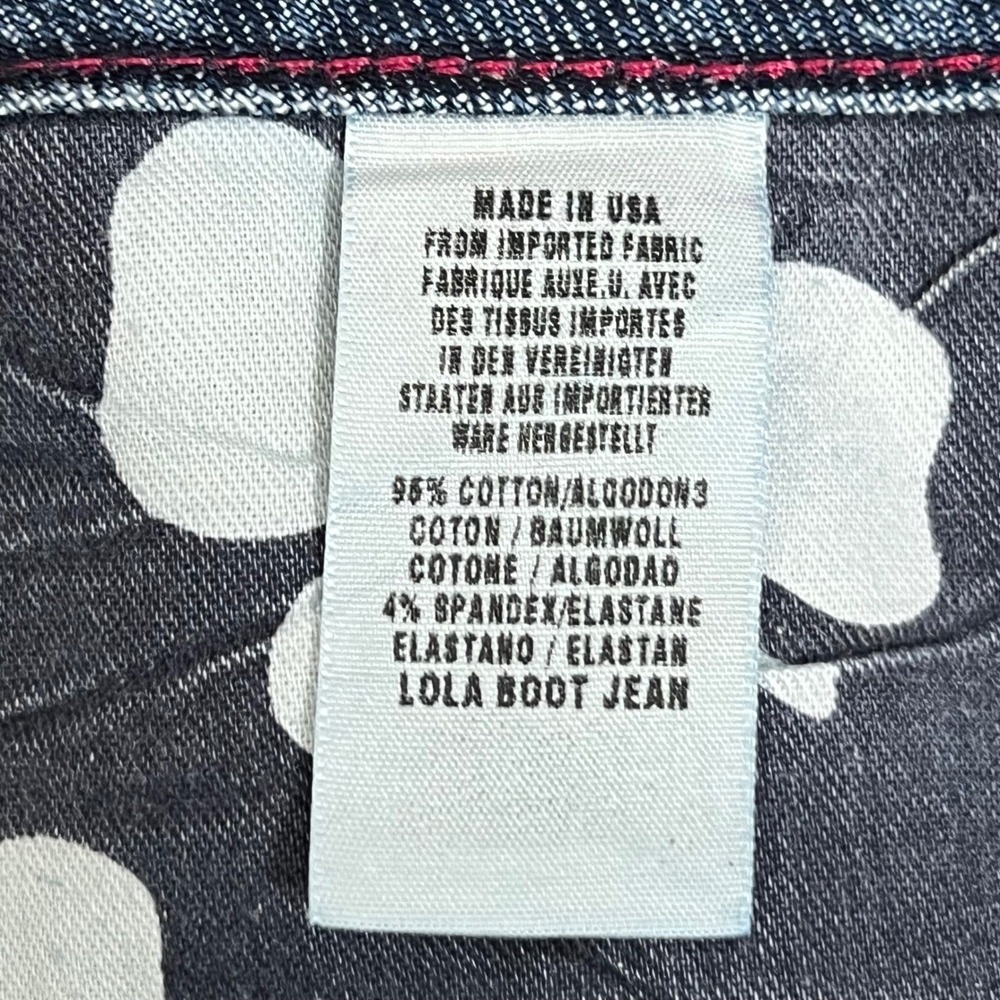 MADE IN USA
FROM IMPORTED FABRIC
FABRIQUE AUX E.U. AVEC
DES TISSUS IMPORTES
IN DEN VEREINIGTEN
STAATEN AUS IMPORTIERTER
WARE HERGESTELLT
96% COTTON/ALGODONS
COTON / BAUMWOLL
COTONE / ALGODAO
4% SPANDEX/ELASTANE
ELASTANO / ELASTAN
LOLA BOOT JEAN